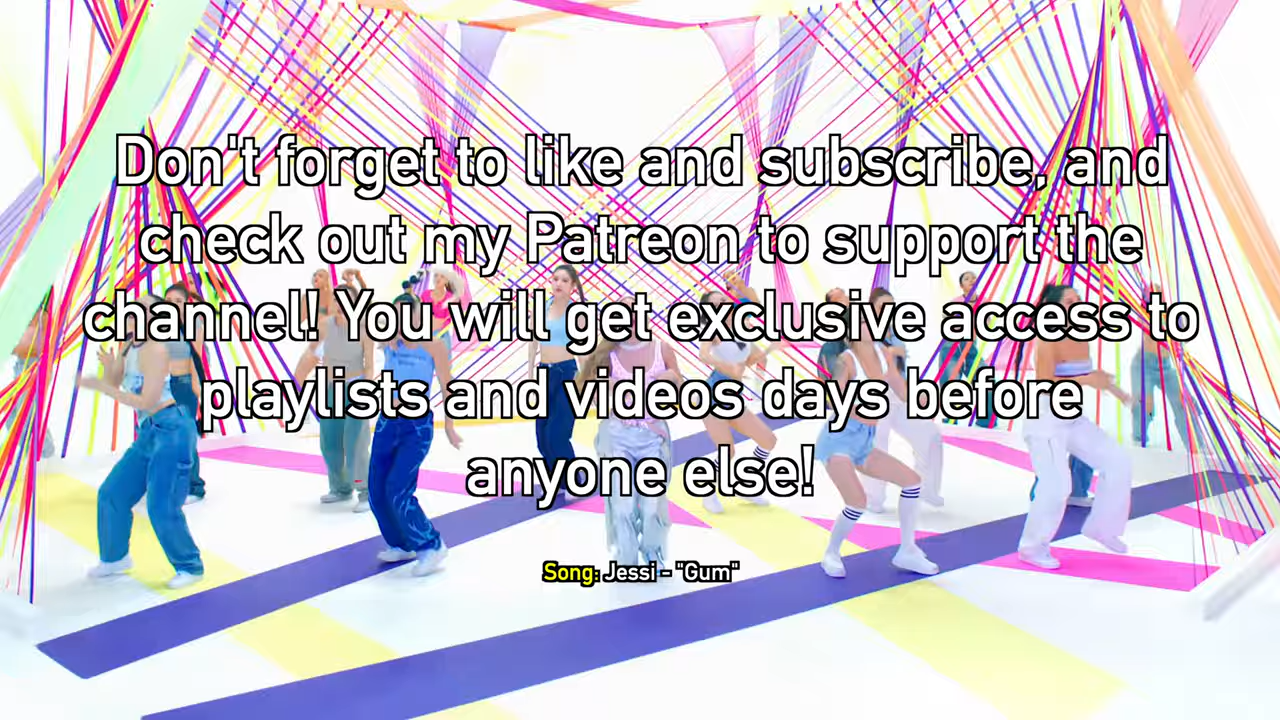 Don't forget to like and subscribe, and
check out my Patreon to support the
channel! You will get exclusive access to
playlists and videos days before
anyone else!
Song: Jessi - "Gum"